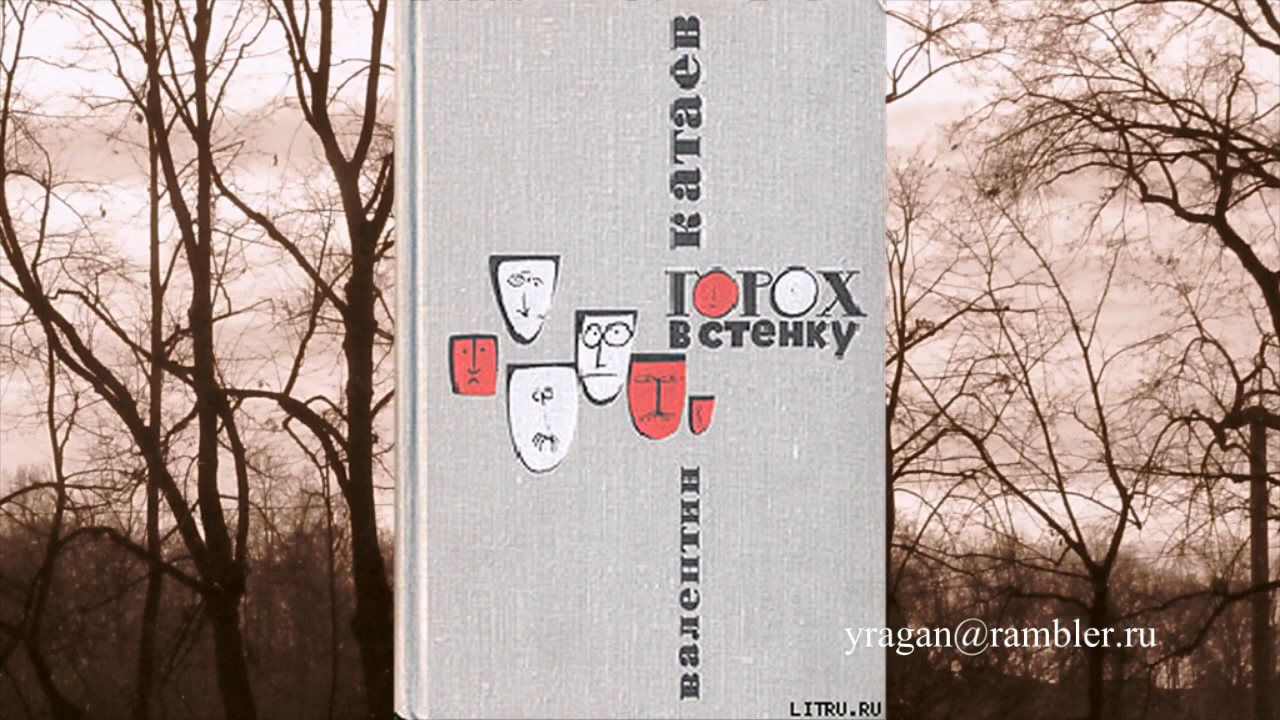 валентин катаев
ГОРОХ
В СТЕНКУ
yragan@rambler.ru
LITRU.RU